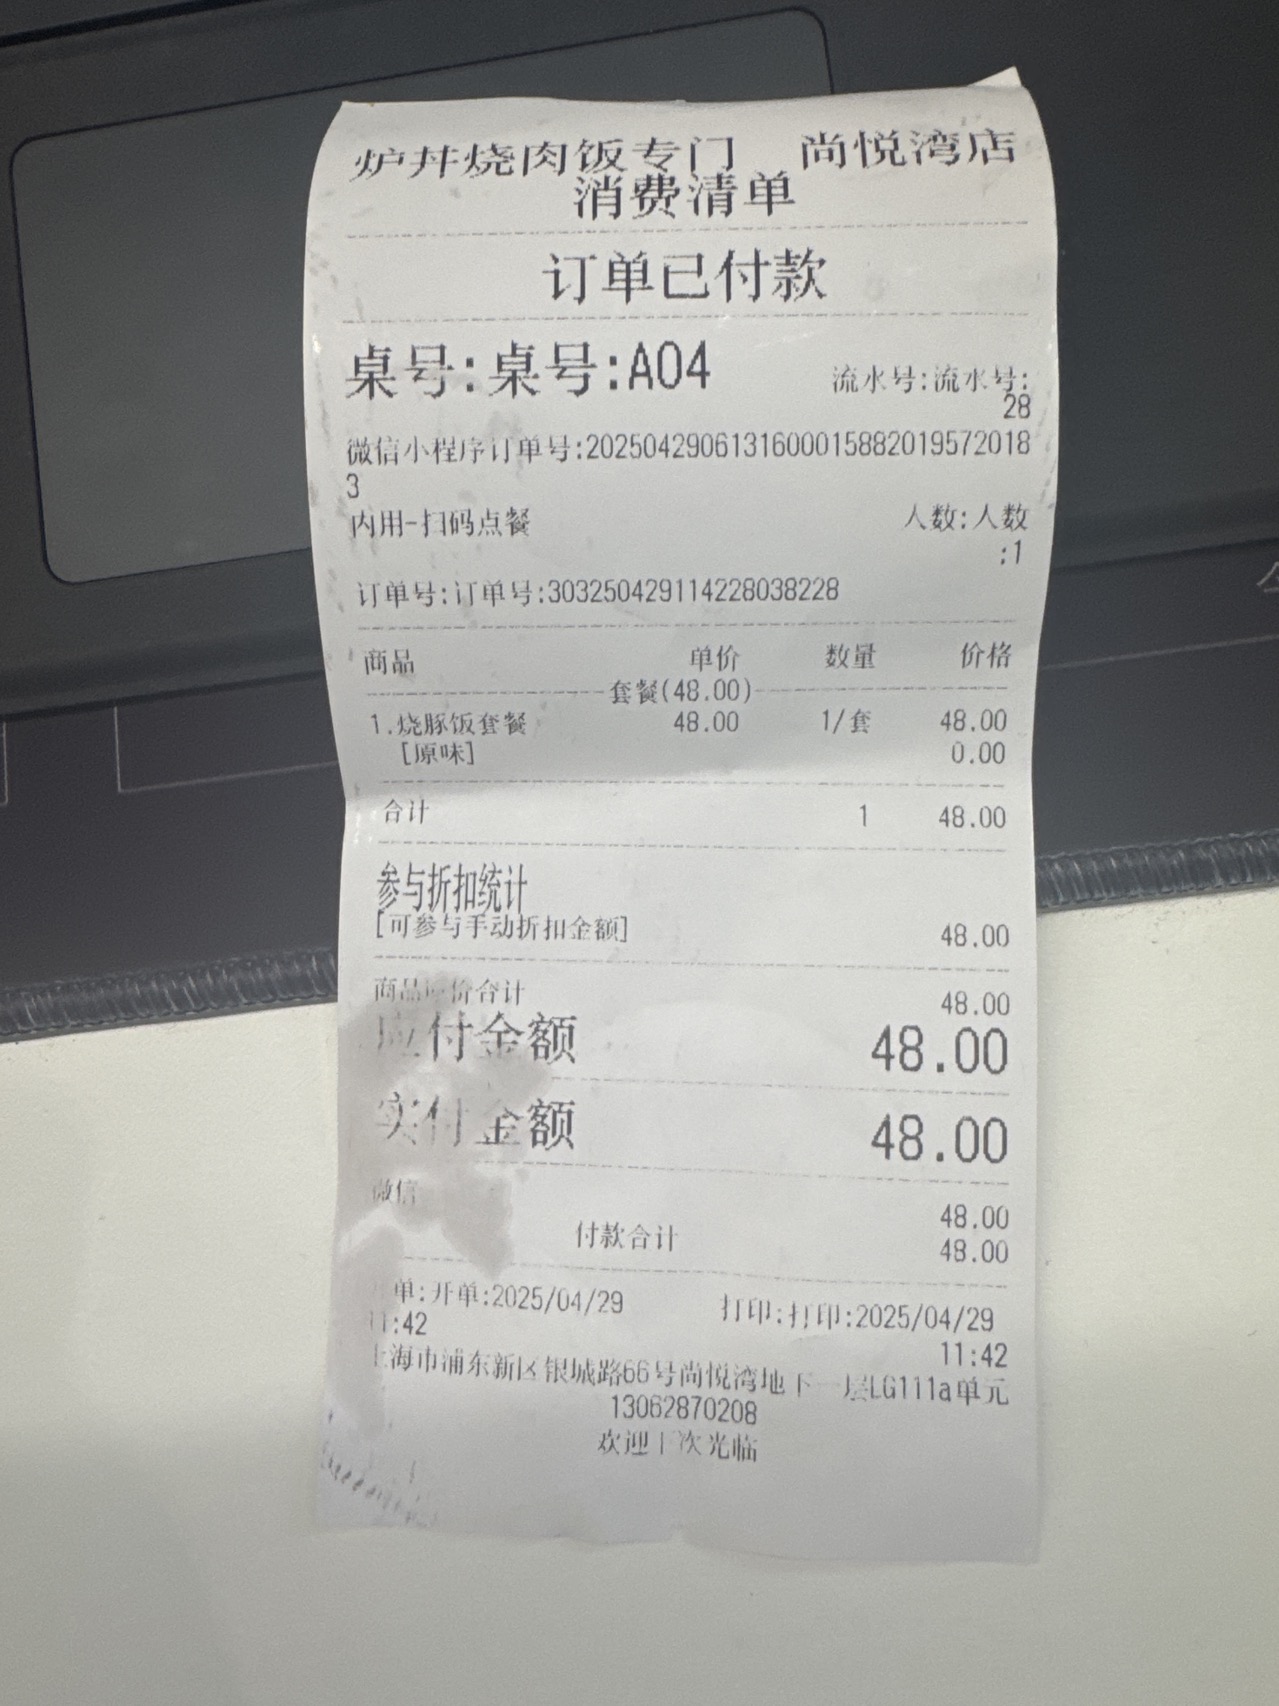 炉丼烧肉饭专门 尚悦湾店
消费清单
订单已付款
桌号:桌号:A04
流水号:流水号:
28
微信小程序订单号:2025042906131600015882019572018
3
内用-扫码点餐 人数:人数
:1
订单号:订单号:303250429114228038228
商品 单价 数量 价格
套餐(48.00)
1.烧豚饭套餐 48.00 1/套 48.00
[原味] 0.00
合计 1 48.00
参与折扣统计
[可参与手动折扣金额] 48.00
商品原价合计 48.00
应付金额 48.00
实付金额 48.00
微信 48.00
付款合计 48.00
开单:开单:2025/04/29 打印:打印:2025/04/29
11:42 11:42
上海市浦东新区银城路66号尚悦湾地下一层LG111a单元
13062870208
欢迎下次光临